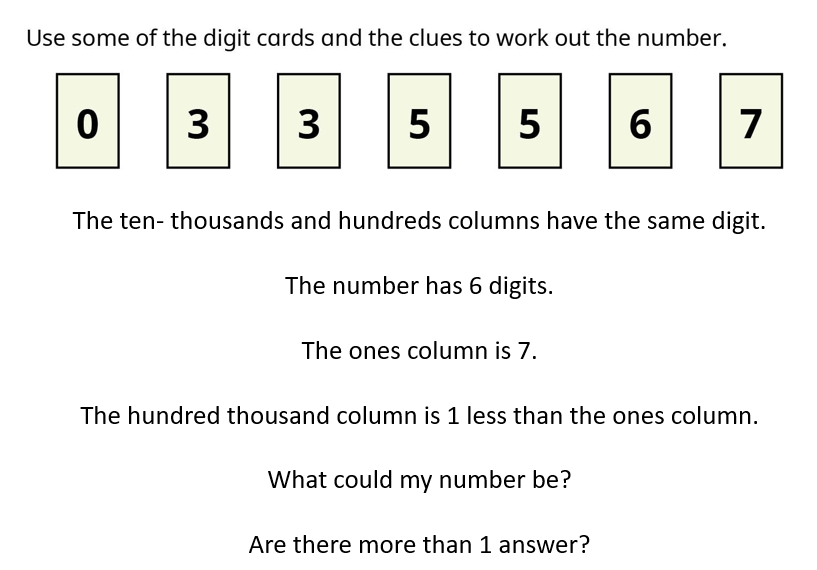 Use some of the digit cards and the clues to work out the number.
0 3 3 5 5 6 7
The ten- thousands and hundreds columns have the same digit.
The number has 6 digits.
The ones column is 7.
The hundred thousand column is 1 less than the ones column.
What could my number be?
Are there more than 1 answer?